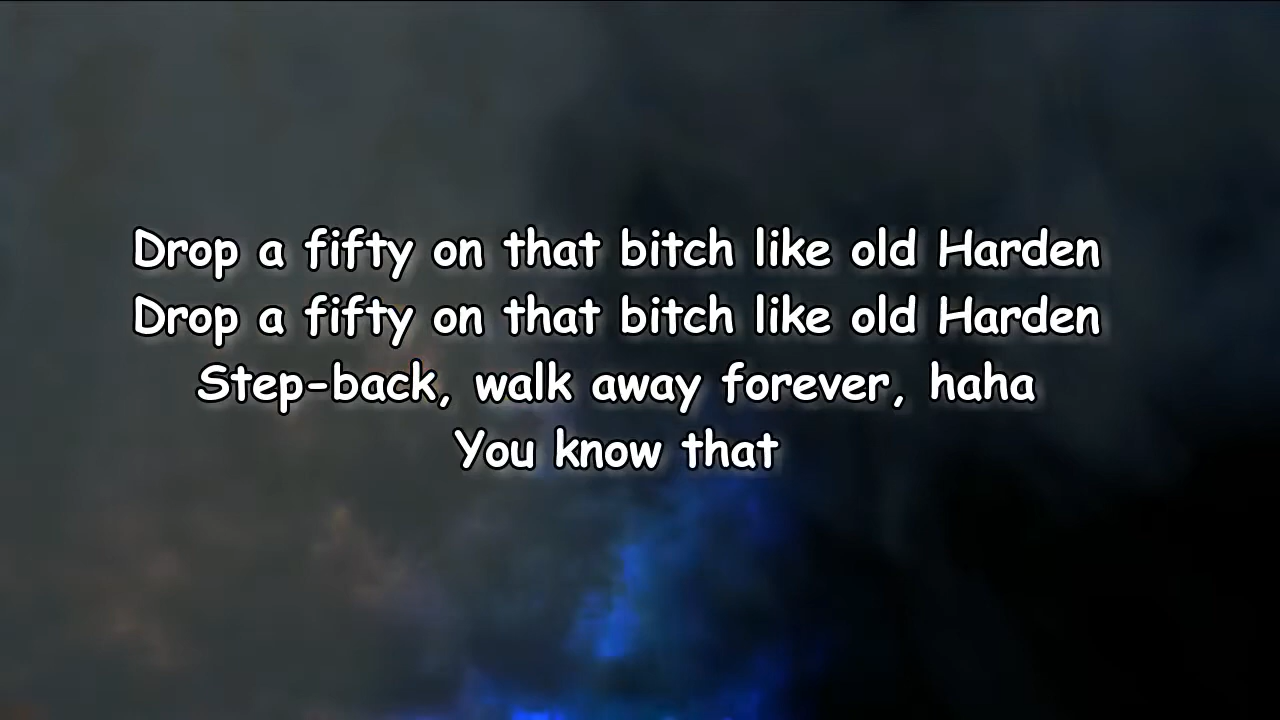 Drop a fifty on that bitch like old Harden
Drop a fifty on that bitch like old Harden
Step-back, walk away forever, haha
You know that